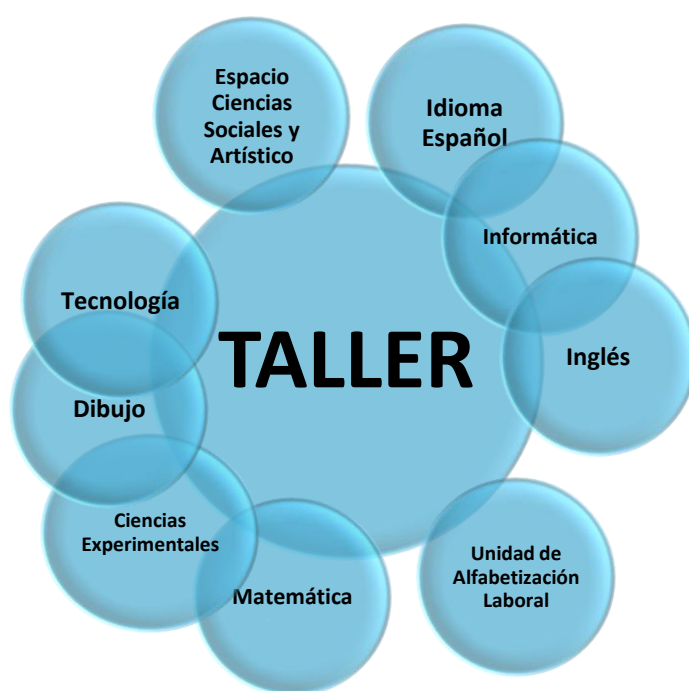 Espacio
Ciencias
Sociales y
Artístico
Idioma
Español
Informática
Tecnología
TALLER
Inglés
Dibujo
Ciencias
Experimentales
Unidad de
Alfabetización
Laboral
Matemática